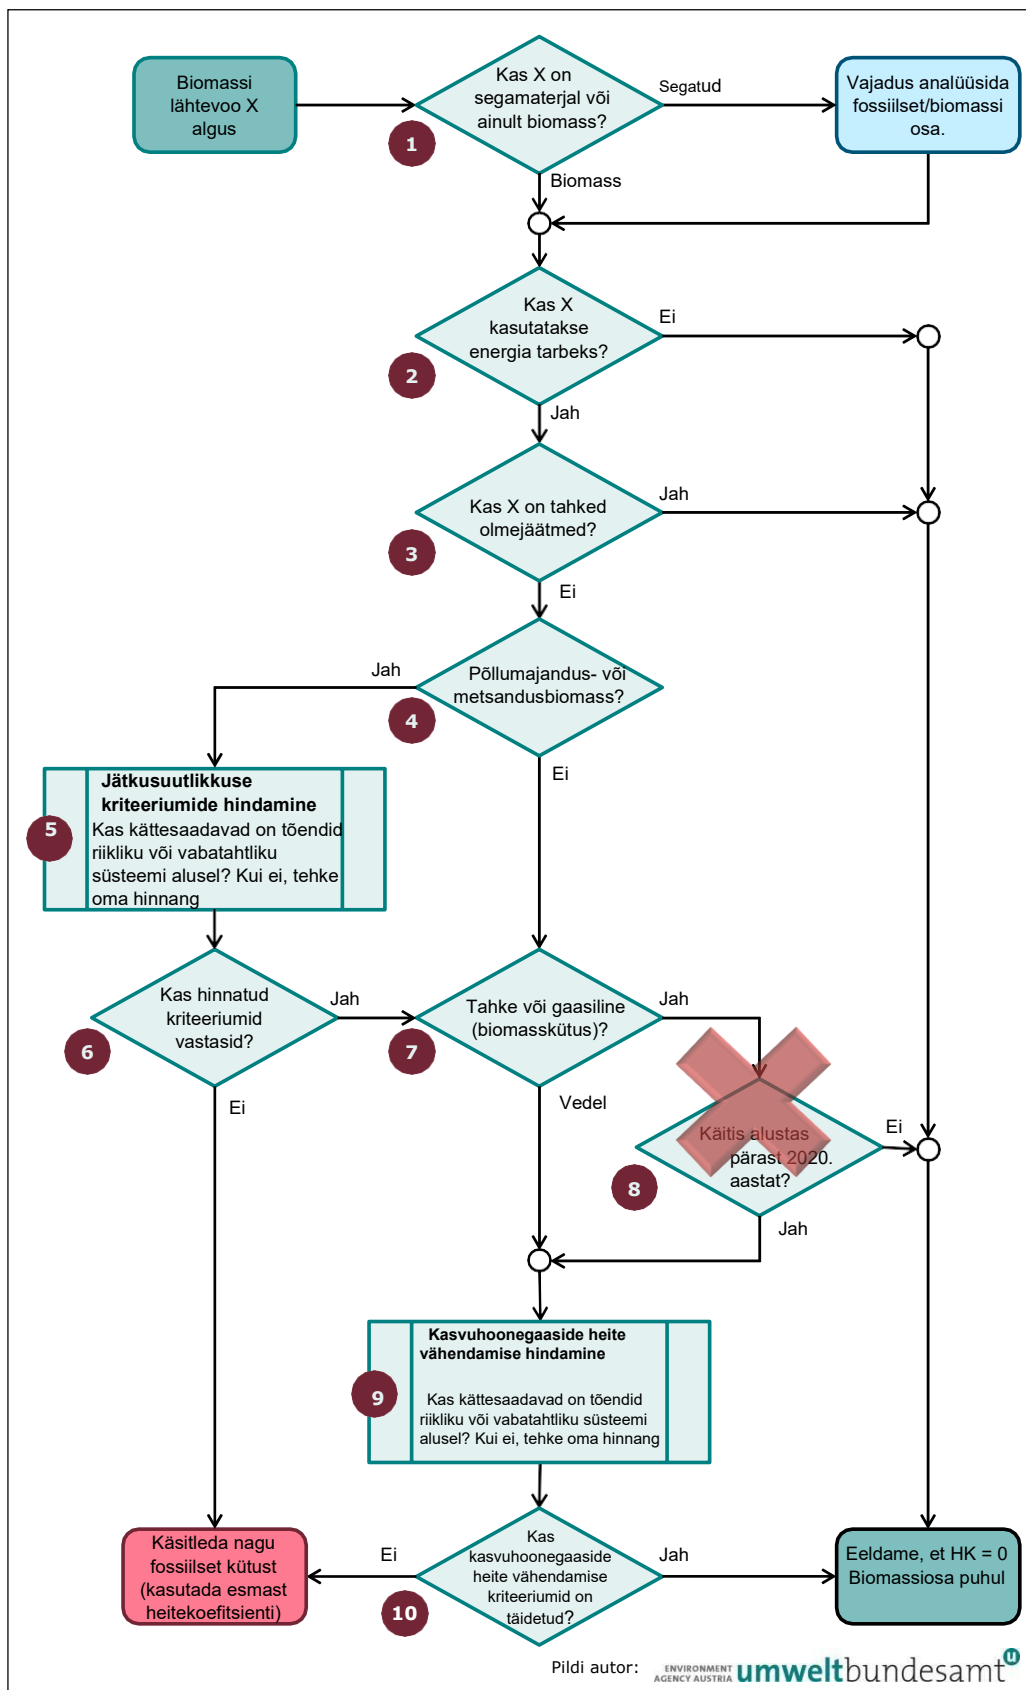 Biomassi
lähtevoo X
algus
Kas X on
segamaterjal või
ainult biomass?
Segatud
Vajadus analüüsida
fossiilset/biomassi
osa.
1
Biomass
Kas X
kasutatakse
energia tarbeks?
Ei
2
Jah
Kas X on tahked
olmejäätmed?
Jah
3
Ei
Jah
Põllumajandus- või
metsandusbiomass?
4
Ei
Jätkusuutlikkuse
kriteeriumide hindamine
5
Kas kättesaadavad on tõendid
riikliku või vabatahtliku
süsteemi alusel? Kui ei, tehke
oma hinnang
Kas hinnatud
kriteeriumid
vastasid?
Jah
6
Ei
Tahke või gaasiline
(biomasskütus)?
Jah
7
Vedel
Käitis alustas
pärast 2020.
aastat?
Ei
8
Jah
Kasvuhoonegaaside heite
vähendamise hindamine
9
Kas kättesaadavad on tõendid
riikliku või vabatahtliku süsteemi
alusel? Kui ei, tehke oma hinnang
Kas
kasvuhoonegaaside
heite vähendamise
kriteeriumid on
täidetud?
Ei
Jah
10
Käsitleda nagu
fossiilset kütust
(kasutada esmast
heitekoefitsienti)
Eeldame, et HK = 0
Biomassiosa puhul
Pildi autor:
ENVIRONMENT
AGENCY AUSTRIA
umweltbundesamt
u